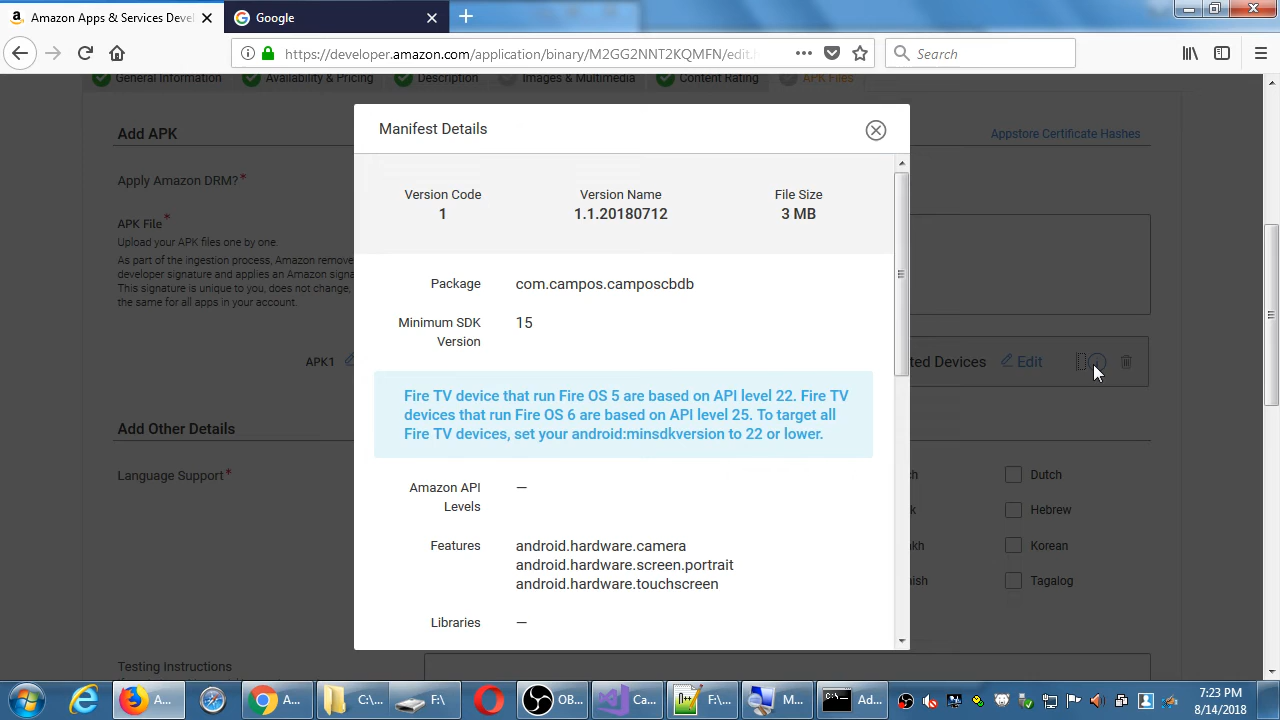 Amazon Apps & Services Devel
Google
https://developer.amazon.com/application/binary/M2GG2NNT2KQMFN/edit.
Search
General Information
Availability & Pricing
Description
Images & Multimedia
Content Rating
APK Files
Add APK
Appstore Certificate Hashes
Apply Amazon DRM?*
APK File*
Upload your APK files one by one.
As part of the ingestion process, Amazon remove
developer signature and applies an Amazon signa
This signature is unique to you, does not change,
the same for all apps in your account.
APK1
ted Devices
Edit
Add Other Details
Language Support*
Dutch
Hebrew
Korean
Tagalog
Testing Instructions
Manifest Details
Version Code
1
Version Name
1.1.20180712
File Size
3 MB
Package
com.campos.camposcbdb
Minimum SDK
Version
15
Fire TV device that run Fire OS 5 are based on API level 22. Fire TV
devices that run Fire OS 6 are based on API level 25. To target all
Fire TV devices, set your android:minsdkversion to 22 or lower.
Amazon API
Levels
—
Features
android.hardware.camera
android.hardware.screen.portrait
android.hardware.touchscreen
Libraries
—
A...
A...
C:\...
F:\
OB...
Ca...
F:\...
M...
Ad...
7:23 PM
8/14/2018